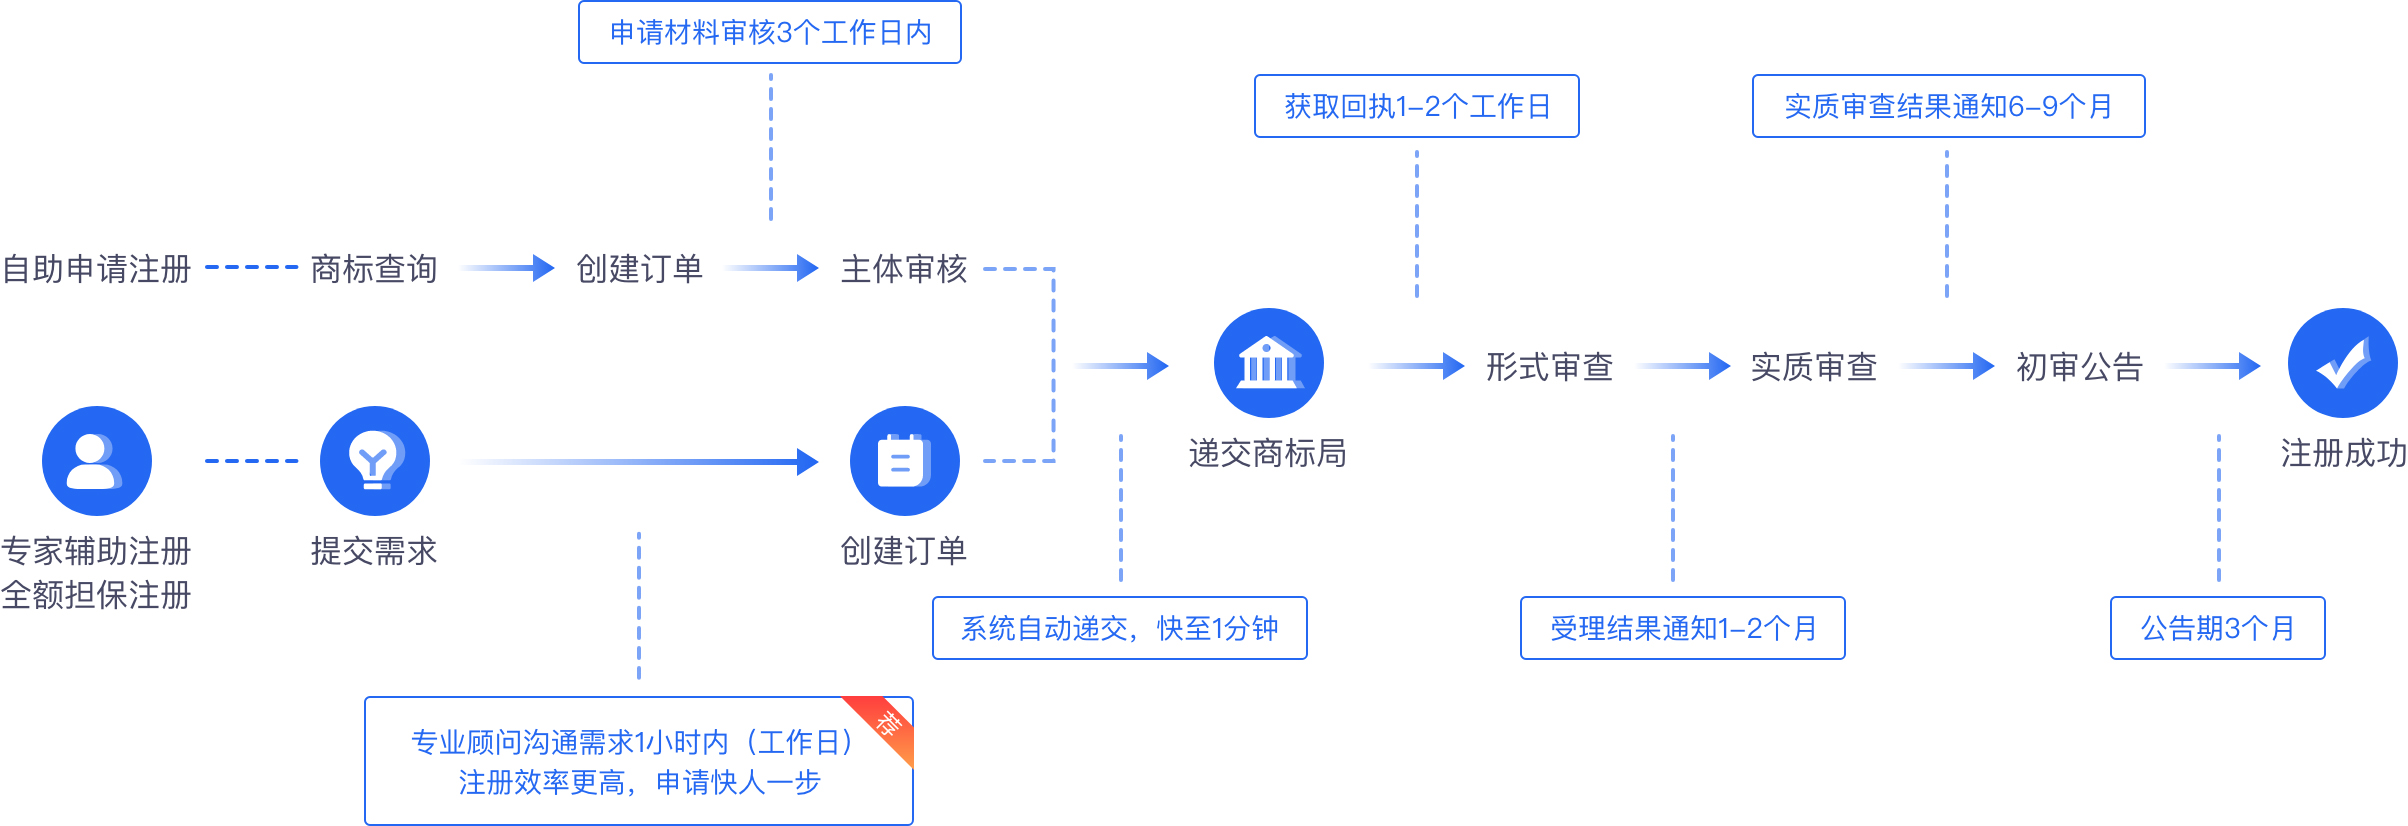 申请材料审核3个工作日内
获取回执1-2个工作日
实质审查结果通知6-9个月
自助申请注册
商标查询
创建订单
主体审核
形式审查
实质审查
初审公告
递交商标局
注册成功
专家辅助注册
全额担保注册
提交需求
创建订单
系统自动递交，快至1分钟
受理结果通知1-2个月
公告期3个月
荐
专业顾问沟通需求1小时内（工作日）
注册效率更高，申请快人一步